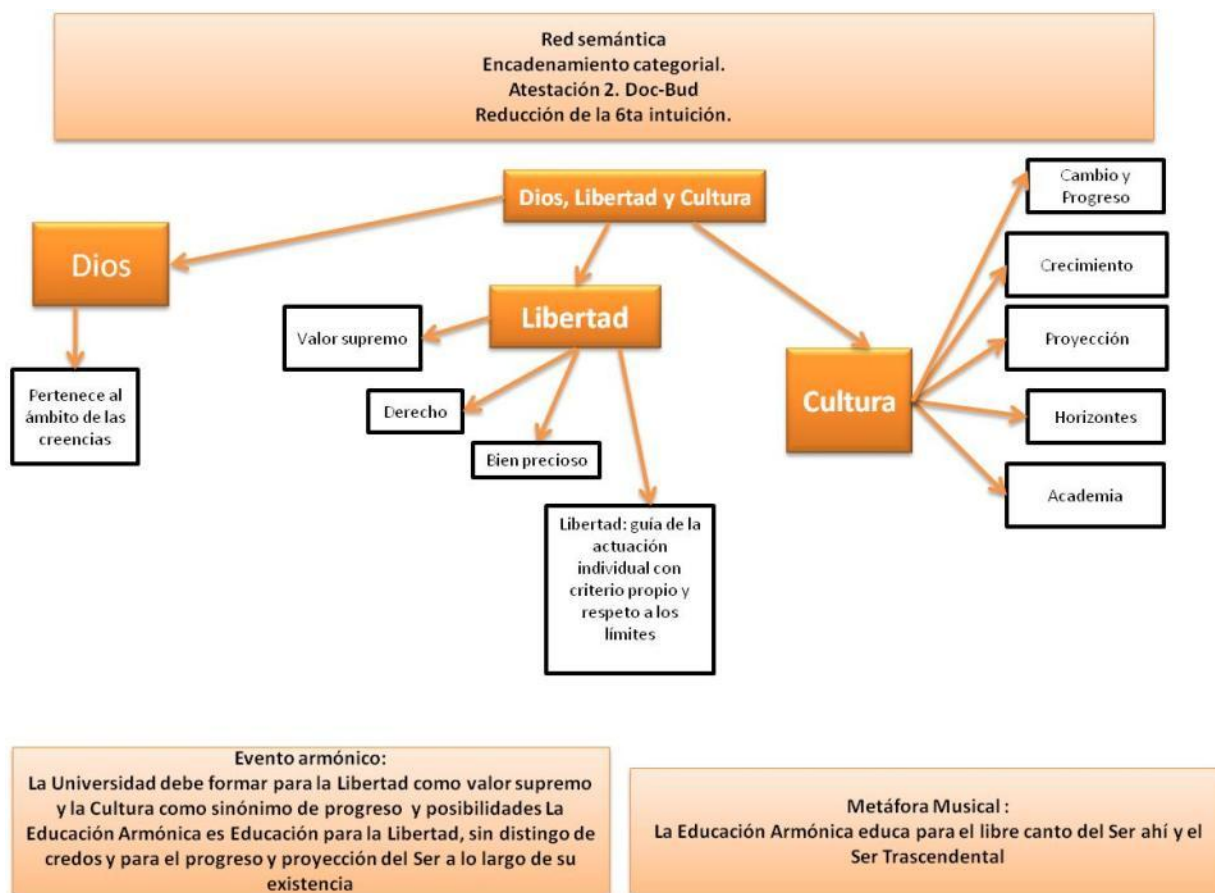 Red semántica
Encadenamiento categorial.
Atestación 2. Doc-Bud
Reducción de la 6ta intuición.
Dios, Libertad y Cultura
Dios
Pertenece al
ámbito de las
creencias
Libertad
Valor supremo
Derecho
Bien precioso
Libertad: guía de la
actuación
individual con
criterio propio y
respeto a los
límites
Cultura
Cambio y
Progreso
Crecimiento
Proyección
Horizontes
Academia
Evento armónico:
La Universidad debe formar para la Libertad como valor supremo
y la Cultura como sinónimo de progreso y posibilidades La
Educación Armónica es Educación para la Libertad, sin distingo de
credos y para el progreso y proyección del Ser a lo largo de su
existencia
Metáfora Musical :
La Educación Armónica educa para el libre canto del Ser ahí y el
Ser Trascendental